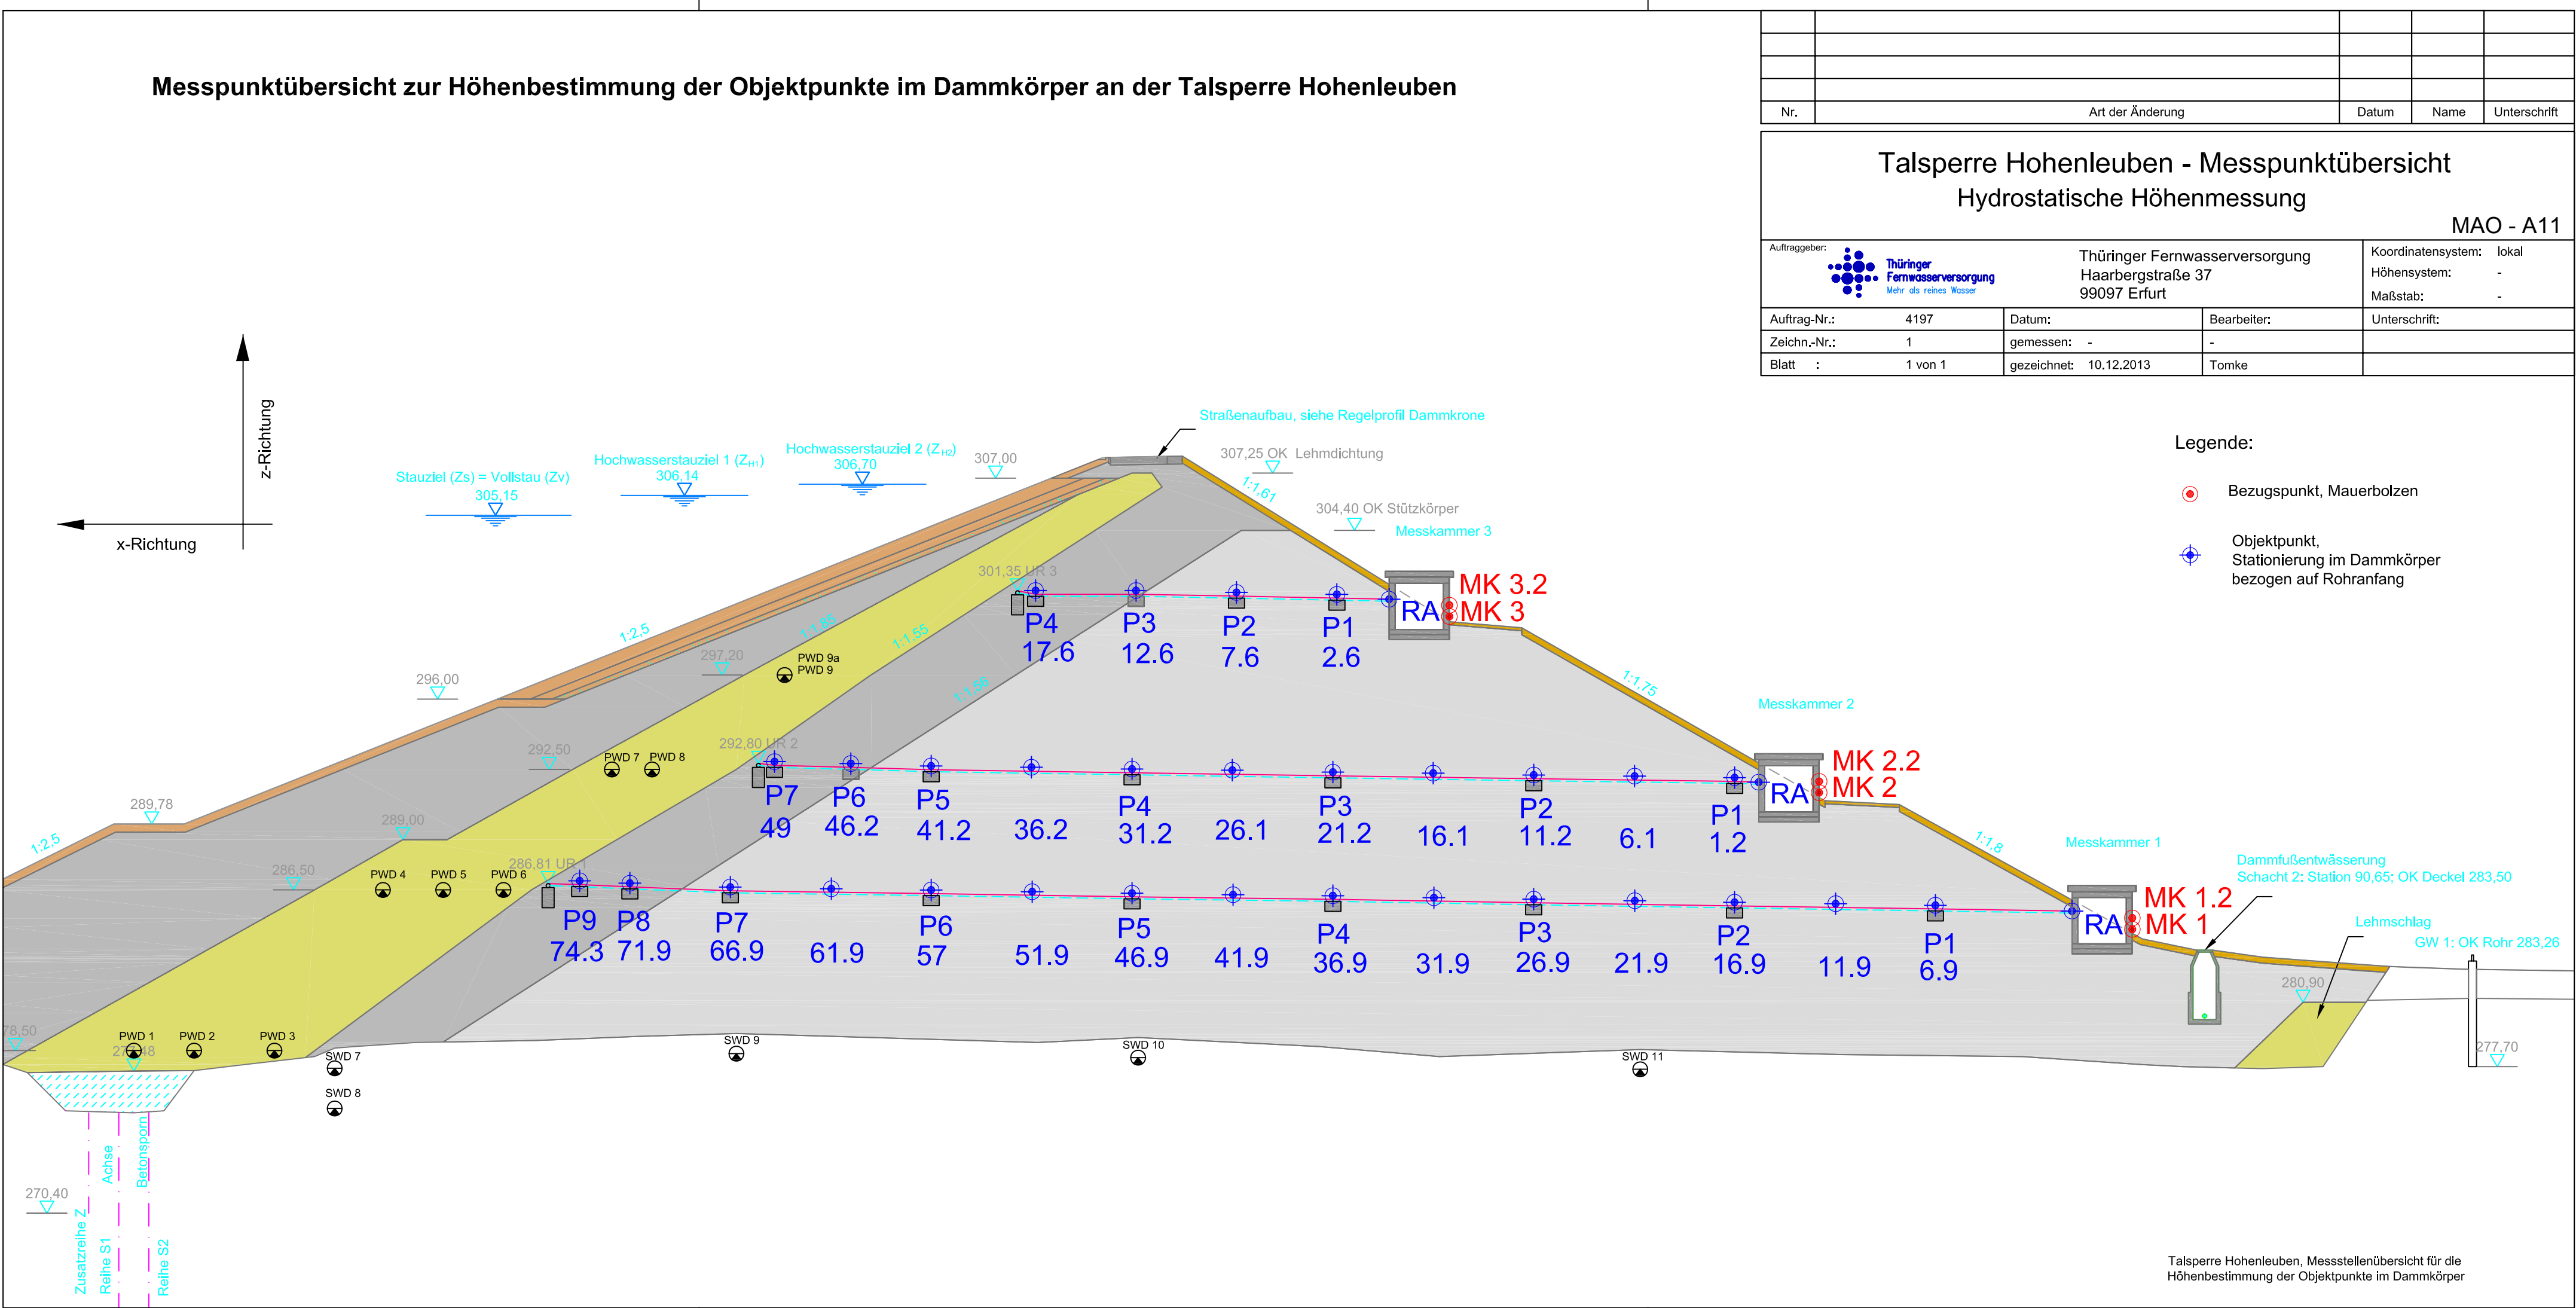 Messpunktübersicht zur Höhenbestimmung der Objektpunkte im Dammkörper an der Talsperre Hohenleuben
Nr. Art der Änderung Datum Name Unterschrift
Talsperre Hohenleuben - Messpunktübersicht
Hydrostatische Höhenmessung
MAO - A11
Auftraggeber:
Thüringer
Fernwasserversorgung
Mehr als reines Wasser
Thüringer Fernwasserversorgung
Haarbergstraße 37
99097 Erfurt
Koordinatensystem: lokal
Höhensystem: -
Maßstab: -
Auftrag-Nr.: 4197 Datum: Bearbeiter: Unterschrift:
Zeichn.-Nr.: 1 gemessen: - -
Blatt : 1 von 1 gezeichnet: 10.12.2013 Tomke
Legende:
Bezugspunkt, Mauerbolzen
Objektpunkt,
Stationierung im Dammkörper
bezogen auf Rohranfang
z-Richtung
x-Richtung
Stauziel (Zs) = Vollstau (Zv)
305,15
Hochwasserstauziel 1 (ZH1)
306,14
Hochwasserstauziel 2 (ZH2)
306,70
307,00
Straßenaufbau, siehe Regelprofil Dammkrone
307,25 OK Lehmdichtung
1:1,61
304,40 OK Stützkörper
Messkammer 3
301,35 UR 3
MK 3.2
MK 3
RA
P4 P3 P2 P1
17.6 12.6 7.6 2.6
1:2,5
1:1,85
1:1,55
1:1,56
297,20
PWD 9a
PWD 9
296,00
1:1,75
Messkammer 2
292,80 UR 2
292,50
PWD 7 PWD 8
MK 2.2
MK 2
RA
P7 P6 P5 P4 P3 P2 P1
49 46.2 41.2 36.2 31.2 26.1 21.2 16.1 11.2 6.1 1.2
289,78
289,00
1:2,5
1:1,8
Messkammer 1
Dammfußentwässerung
Schacht 2: Station 90,65; OK Deckel 283,50
286,81 UR 1
286,50
PWD 4 PWD 5 PWD 6
MK 1.2
MK 1
RA
Lehmschlag
GW 1: OK Rohr 283,26
P9 P8 P7 P6 P5 P4 P3 P2 P1
74.3 71.9 66.9 61.9 57 51.9 46.9 41.9 36.9 31.9 26.9 21.9 16.9 11.9 6.9
280,90
78,50
PWD 1 PWD 2 PWD 3
277,48
SWD 7
SWD 8
SWD 9
SWD 10
SWD 11
277,70
270,40
Zusatzreihe Z
Reihe S1
Achse
Betonsporn
Reihe S2
Talsperre Hohenleuben, Messstellenübersicht für die
Höhenbestimmung der Objektpunkte im Dammkörper